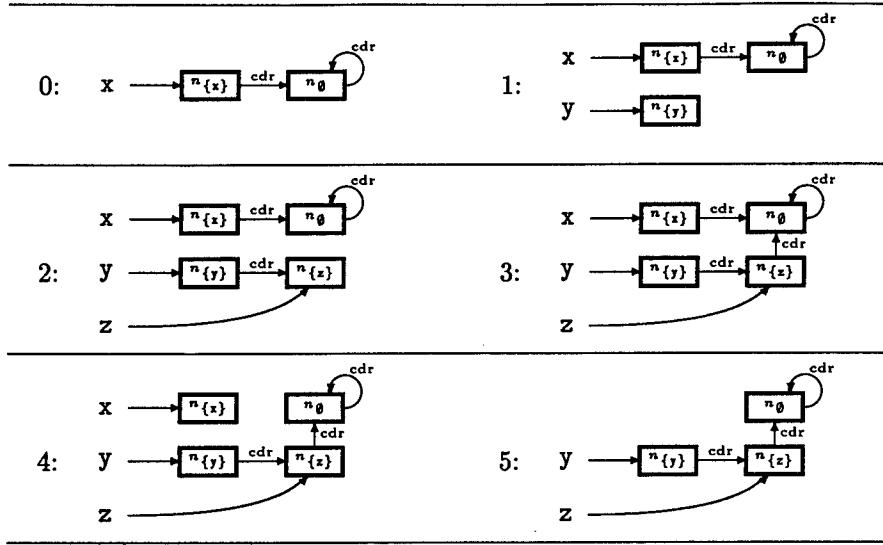 cdr
cdr
0: x n{x} cdr n∅
x n{x} cdr n∅
1:
y n{y}
cdr
cdr
x n{x} cdr n∅
x n{x} cdr n∅
cdr
2: y n{y} cdr n{z}
3: y n{y} cdr n{z}
z
z
cdr
cdr
x n{x} n∅
n∅
cdr
cdr
4: y n{y} cdr n{z}
5: y n{y} cdr n{z}
z
z